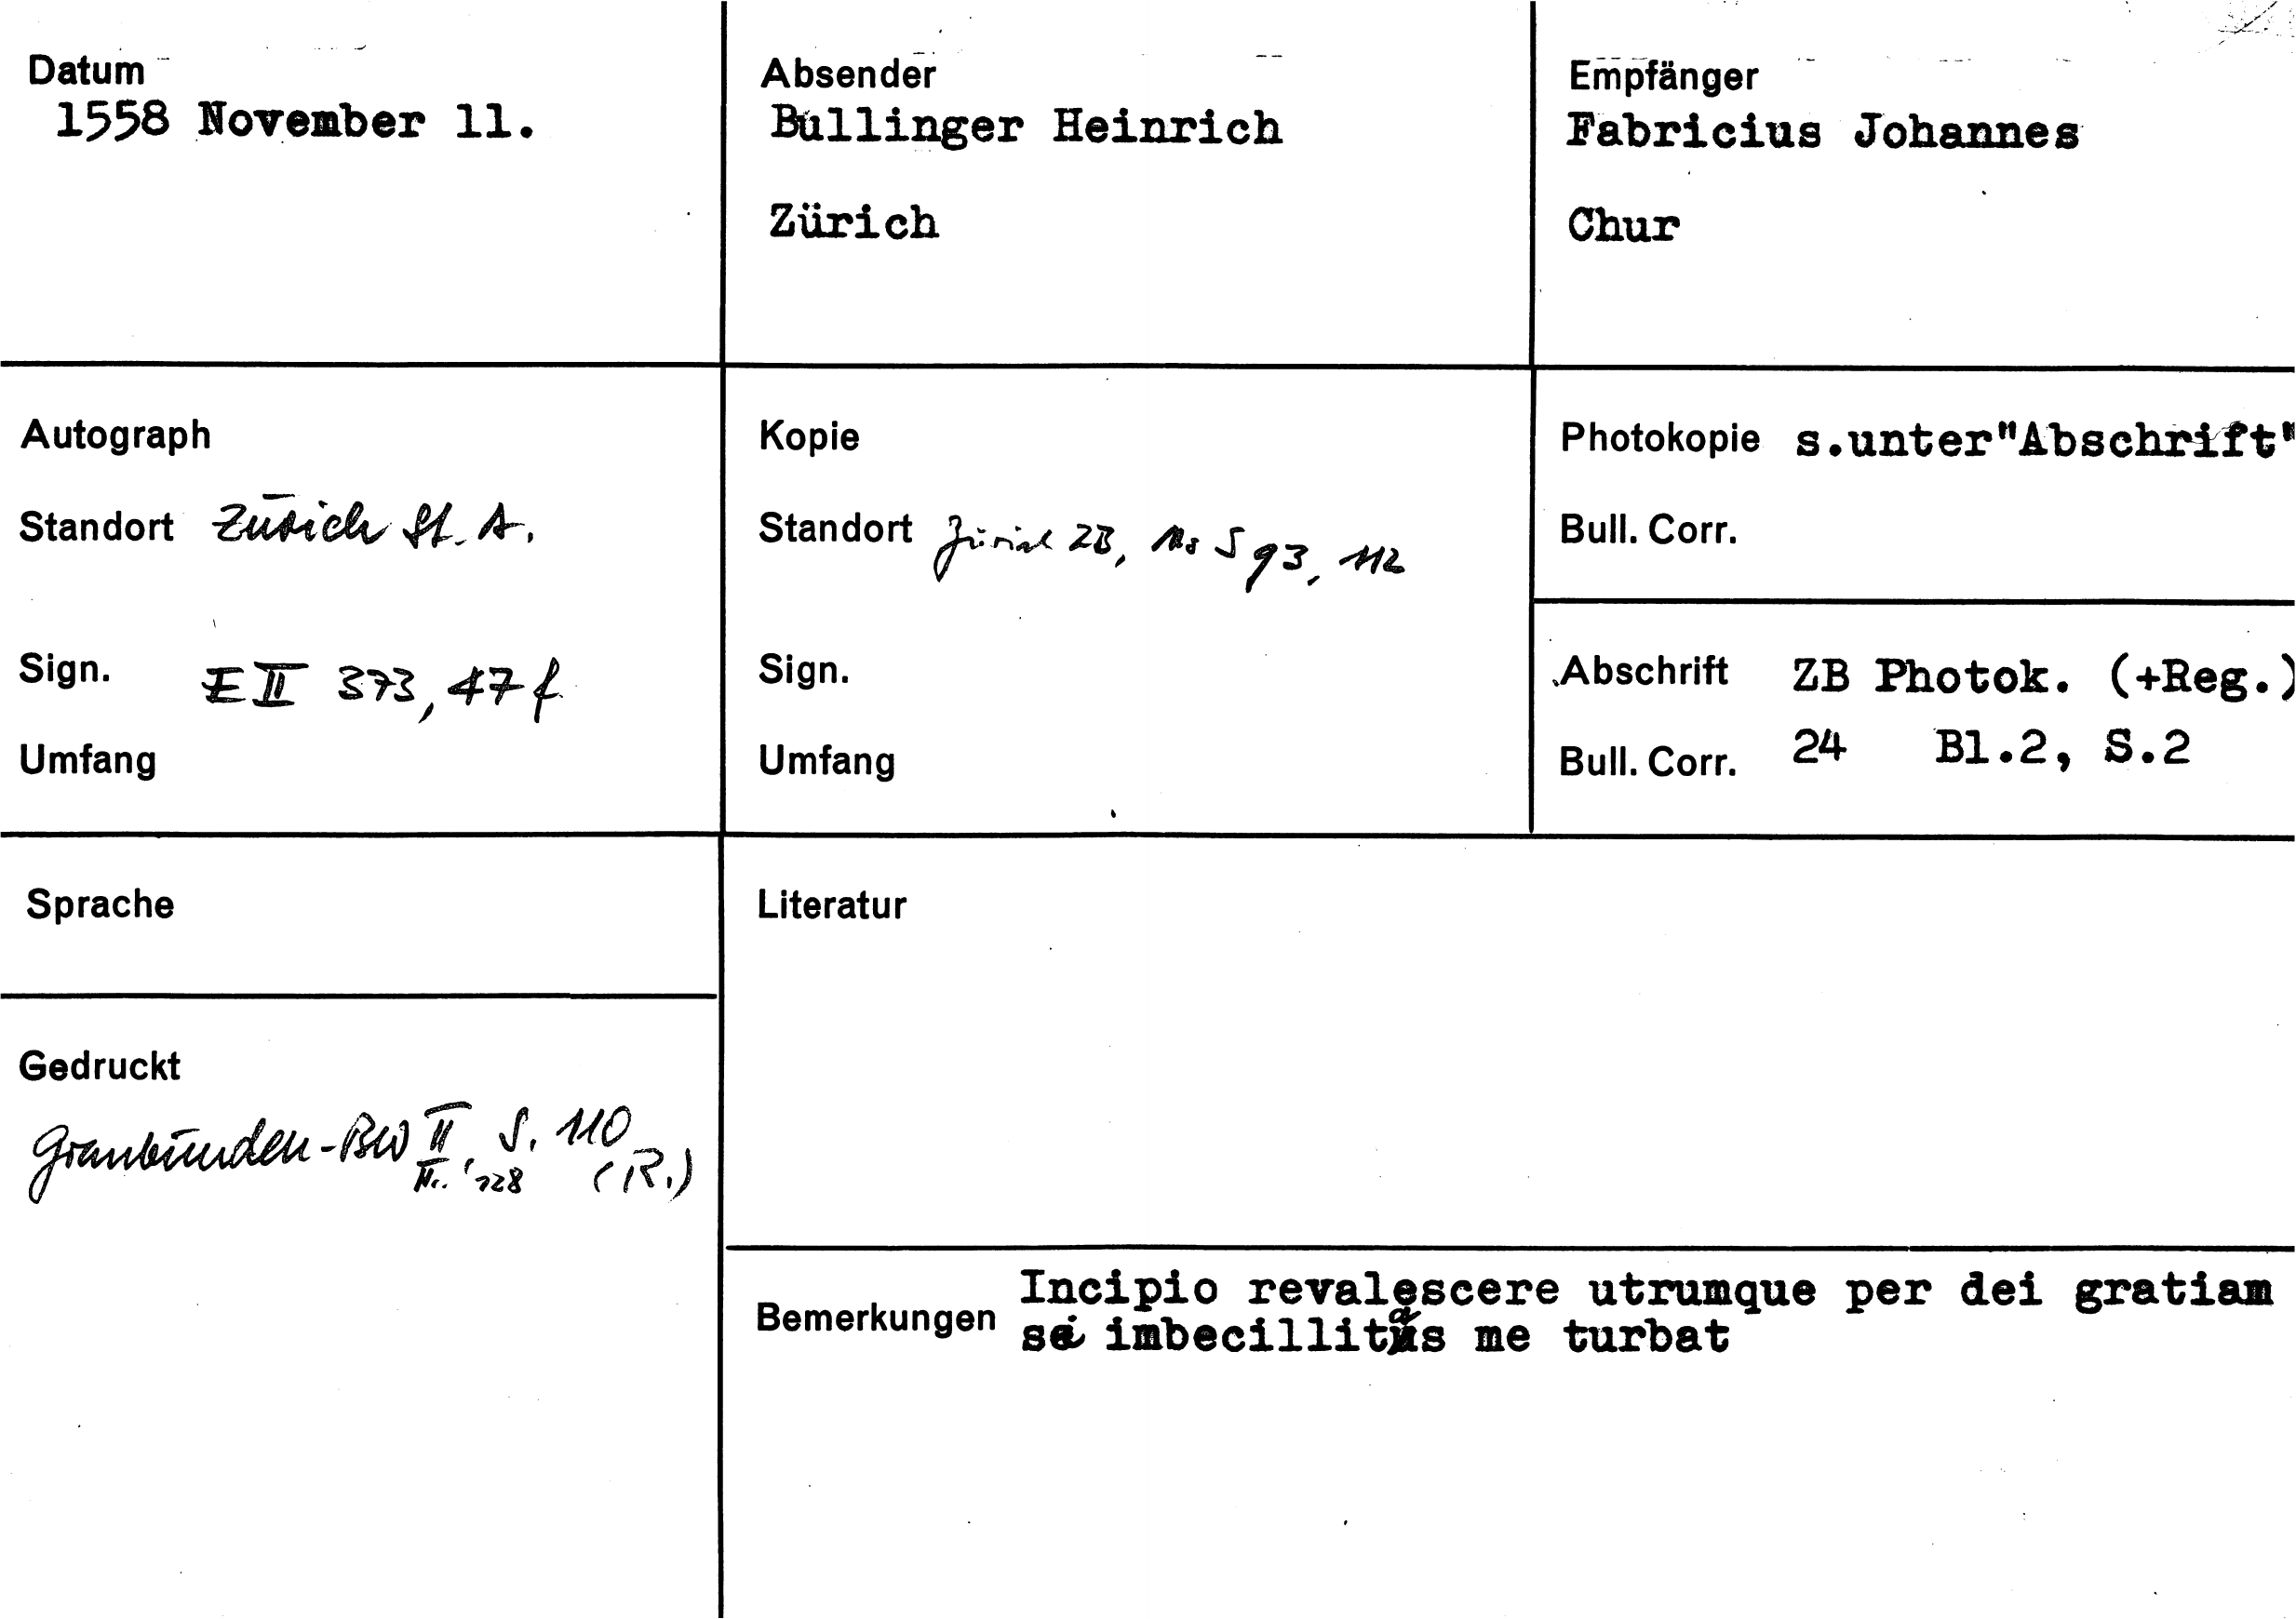 Datum
1558 November 11.
Absender
Bullinger Heinrich
Zürich
Empfänger
Fabricius Johannes
Chur
Autograph
Standort Zürich St. A.
Sign. E II 373, 47 f
Umfang
Kopie
Standort Zürich ZB, Ms S 93, 112
Sign.
Umfang
Photokopie s.unter"Abschrift"
Bull. Corr.
Abschrift ZB Photok. (+Reg.)
Bull. Corr. 24 Bl.2, S.2
Sprache
Gedruckt
Graubünden-BW II, S. 110
Nr. 128 (R.)
Literatur
Bemerkungen Incipio revalescere utrumque per dei gratiam
imbecillitas me turbat